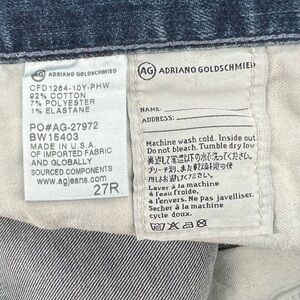 AG ADRIANO GOLDSCHMIED
CFD1264-10Y-PHW
92% COTTON
7% POLYESTER
1% ELASTANE
PO#AG-27972
BW15403
MADE IN U.S.A.
OF IMPORTED FABRIC
AND GLOBALLY
SOURCED COMPONENTS
www.agjeans.com
27R
AG ADRIANO GOLDSCHMIED
NAME:
ADDRESS:
Machine wash cold. Inside out.
Do not bleach. Tumble dry low
Laver à la machine
à l'eau froide,
à l'envers. Ne pas javelliser.
Sécher à la machine
cycle doux.